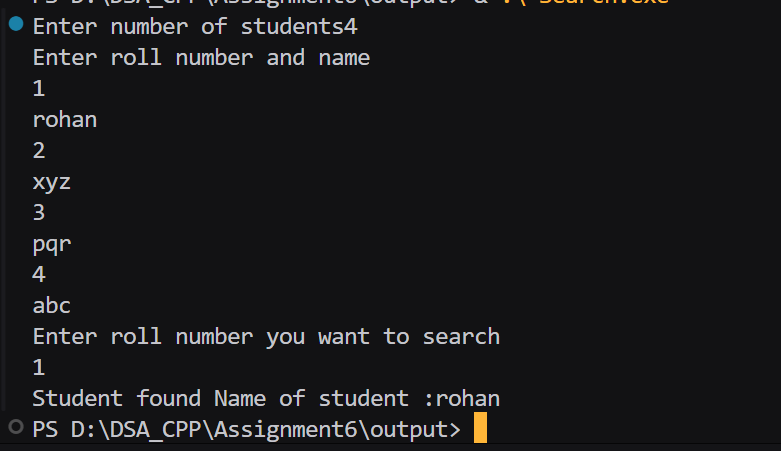 PS D:\DSA_CPP\Assignment6\output> & .\'Search.exe'
Enter number of students4
Enter roll number and name
1
rohan
2
xyz
3
pqr
4
abc
Enter roll number you want to search
1
Student found Name of student :rohan
PS D:\DSA_CPP\Assignment6\output>